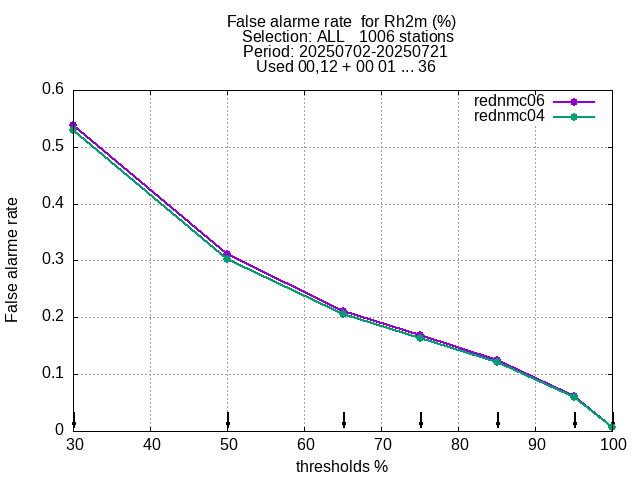 False alarme rate  for Rh2m (%)
Selection: ALL   1006 stations
Period: 20250702-20250721
Used 00,12 + 00 01 ... 36
rednmc06
rednmc04
0.6
0.5
0.4
0.3
0.2
0.1
0
False alarme rate
30 40 50 60 70 80 90 100
thresholds %